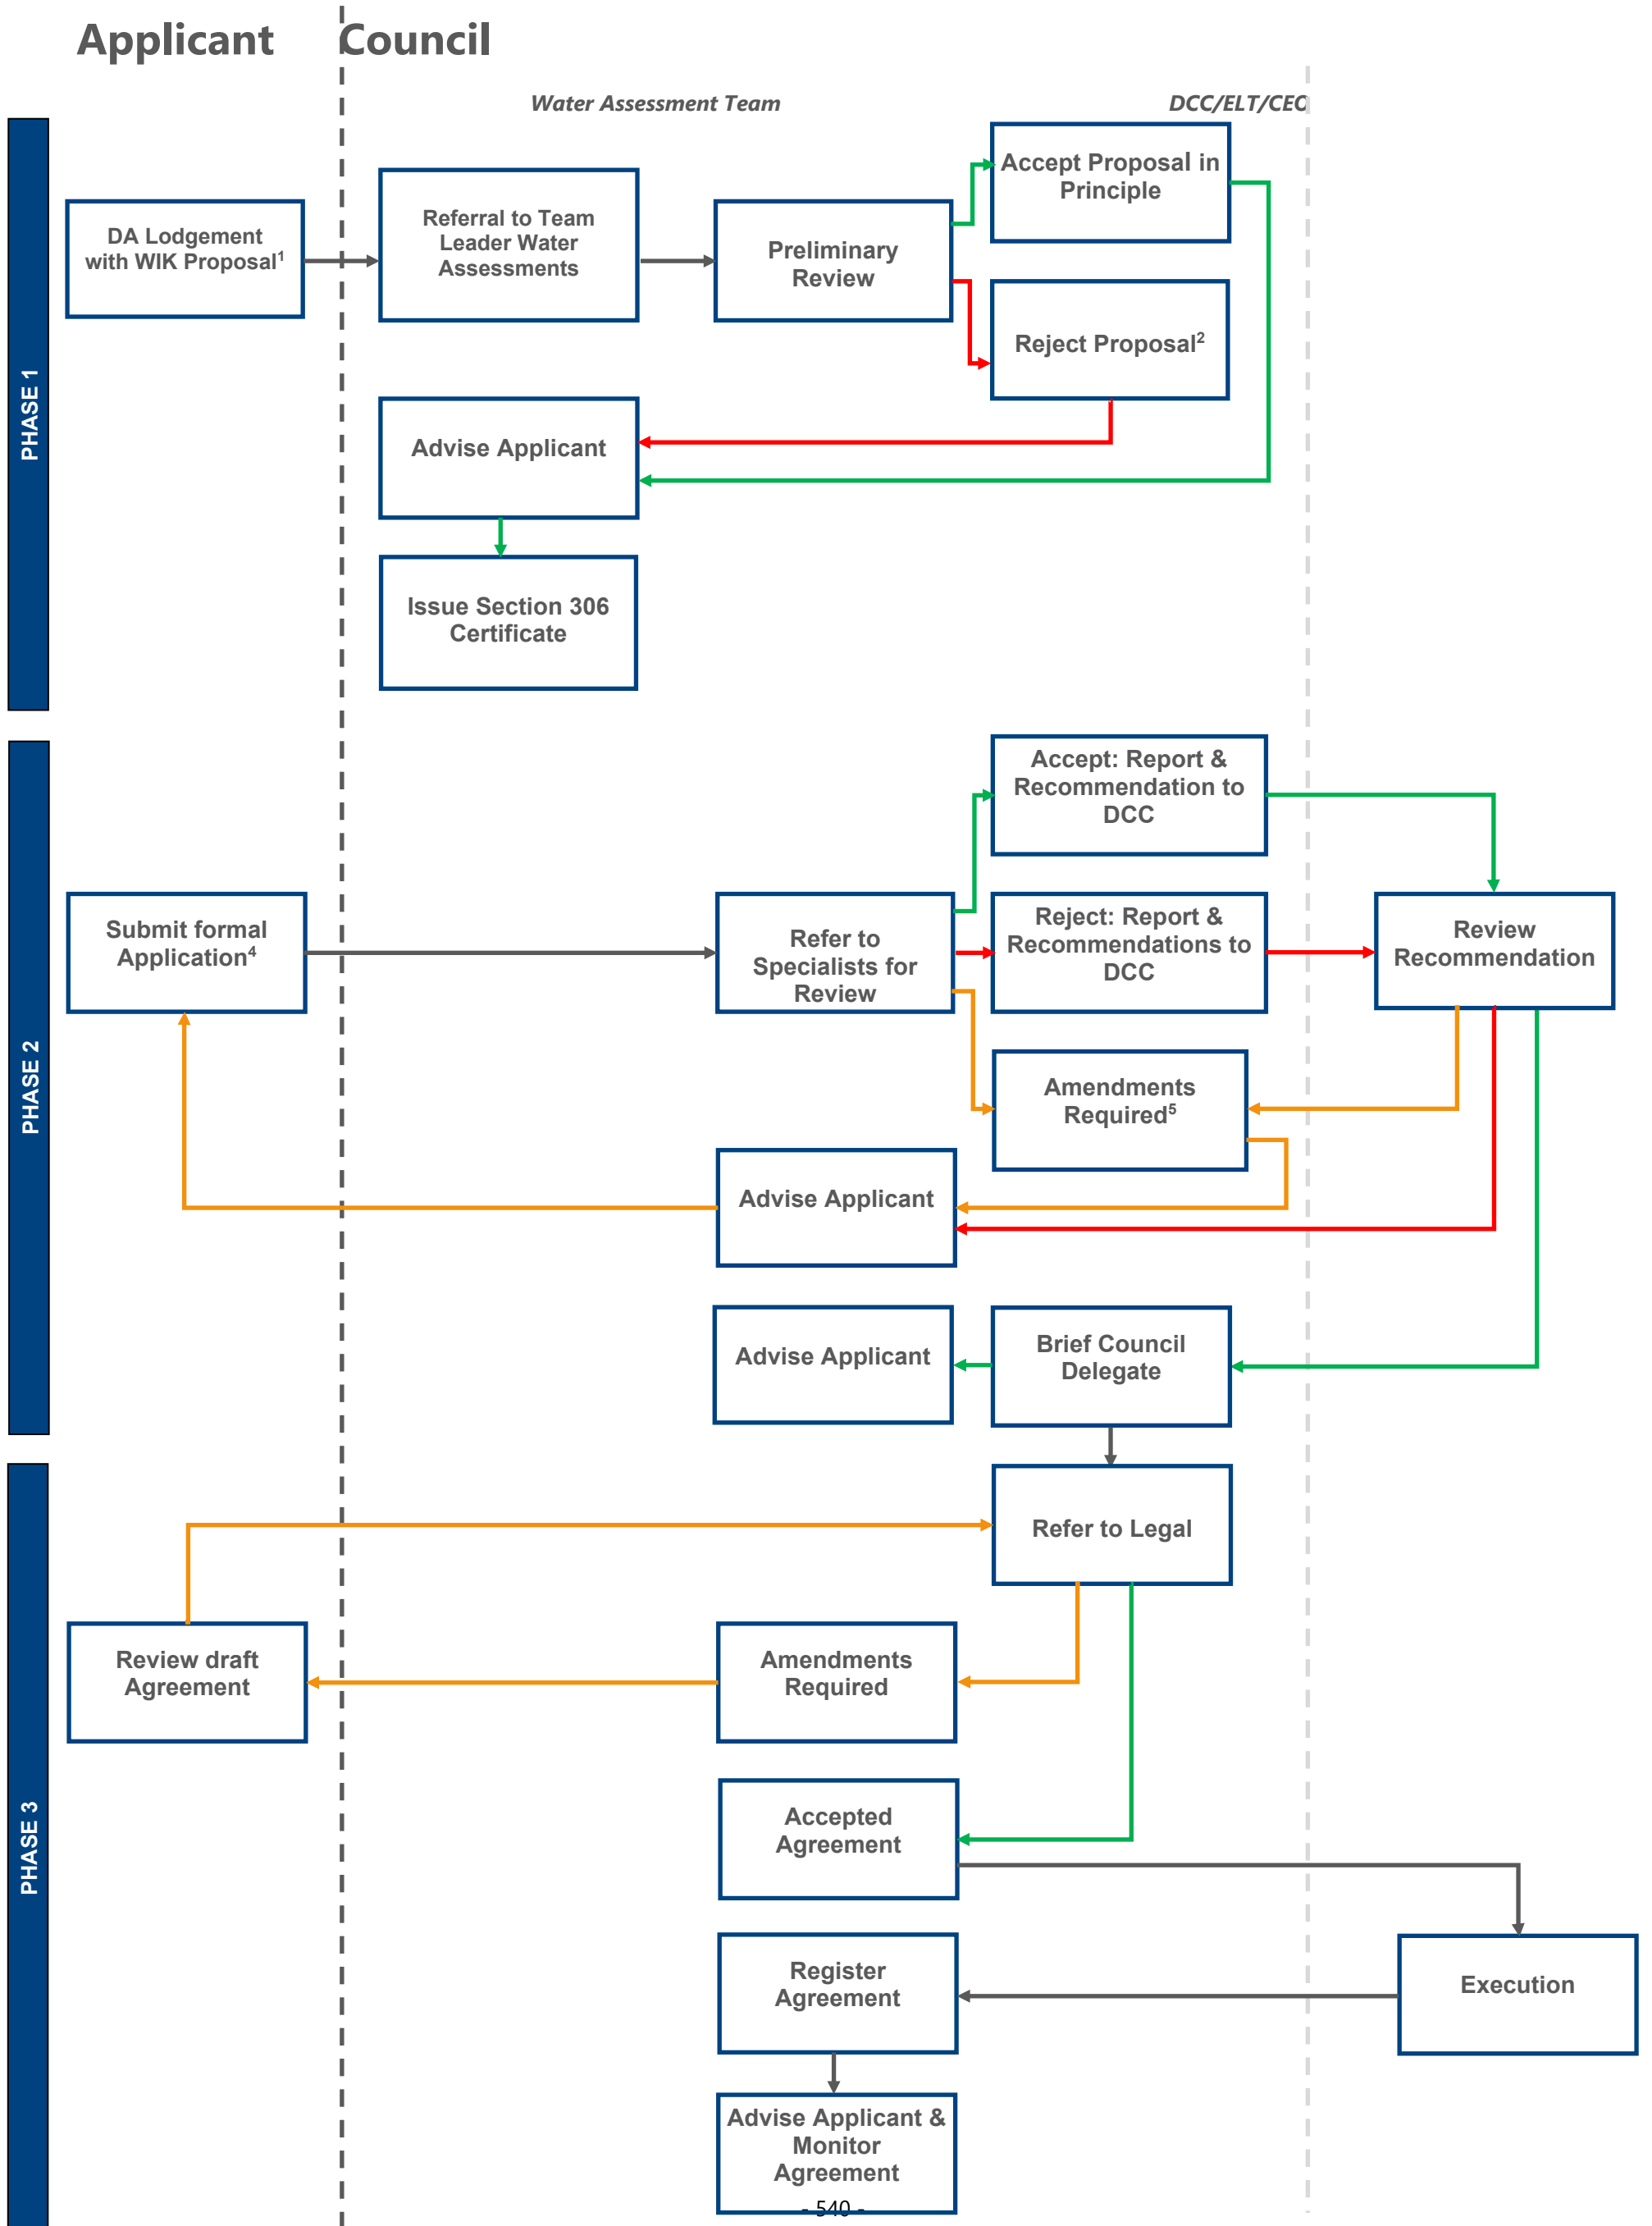 Applicant
Council
Water Assessment Team
DCC/ELT/CEO
PHASE 1
DA Lodgement
with WIK Proposal¹
Referral to Team
Leader Water
Assessments
Preliminary
Review
Accept Proposal in
Principle
Reject Proposal²
Advise Applicant
Issue Section 306
Certificate
PHASE 2
Submit formal
Application⁴
Refer to
Specialists for
Review
Accept: Report &
Recommendation to
DCC
Reject: Report &
Recommendations to
DCC
Review
Recommendation
Amendments
Required⁵
Advise Applicant
Advise Applicant
Brief Council
Delegate
PHASE 3
Refer to Legal
Review draft
Agreement
Amendments
Required
Accepted
Agreement
Register
Agreement
Execution
Advise Applicant &
Monitor
Agreement
- 540 -